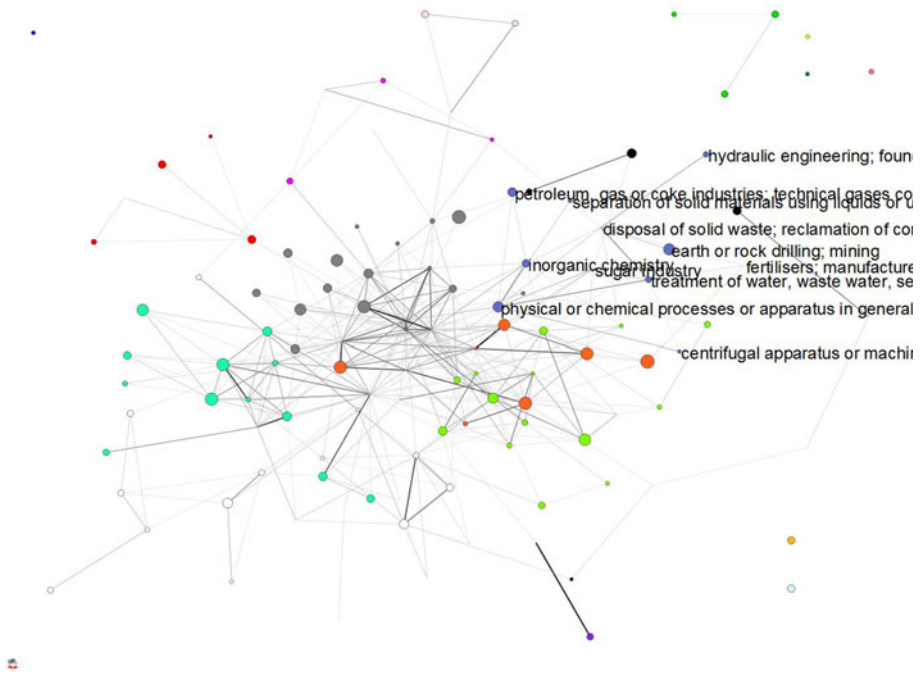 hydraulic engineering; foun
petroleum, gas or coke industries; technical gases co
separation of solid materials using liquids or u
disposal of solid waste; reclamation of con
earth or rock drilling; mining
inorganic chemistry
sugar industry
fertilisers; manufacture
treatment of water, waste water, se
physical or chemical processes or apparatus in general
centrifugal apparatus or machin